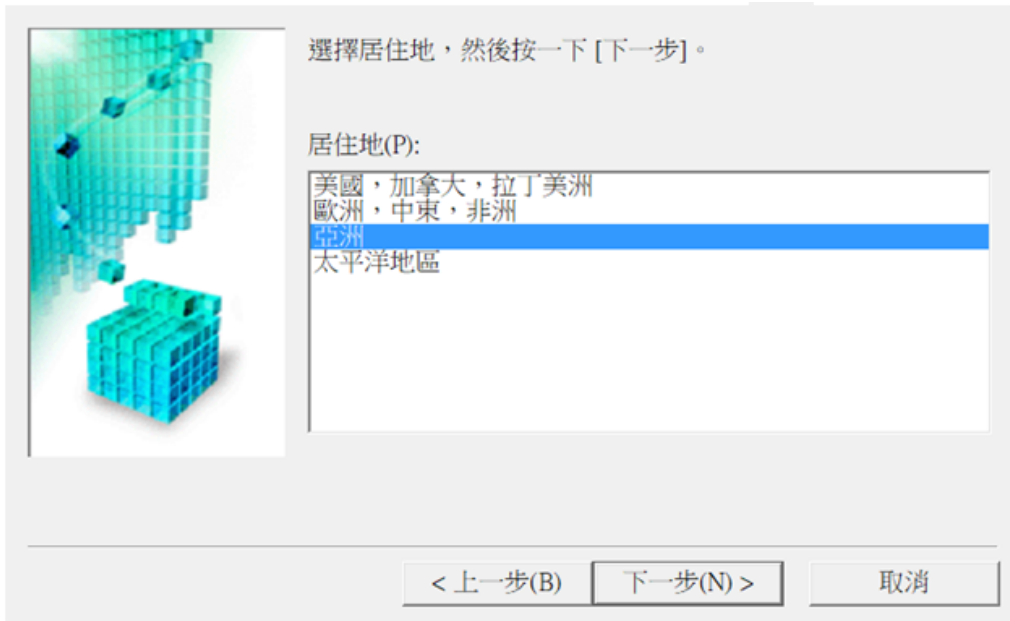 選擇居住地，然後按一下 [下一步]。
居住地(P):
美國，加拿大，拉丁美洲
歐洲，中東，非洲
亞洲
太平洋地區
< 上一步(B)
下一步(N) >
取消